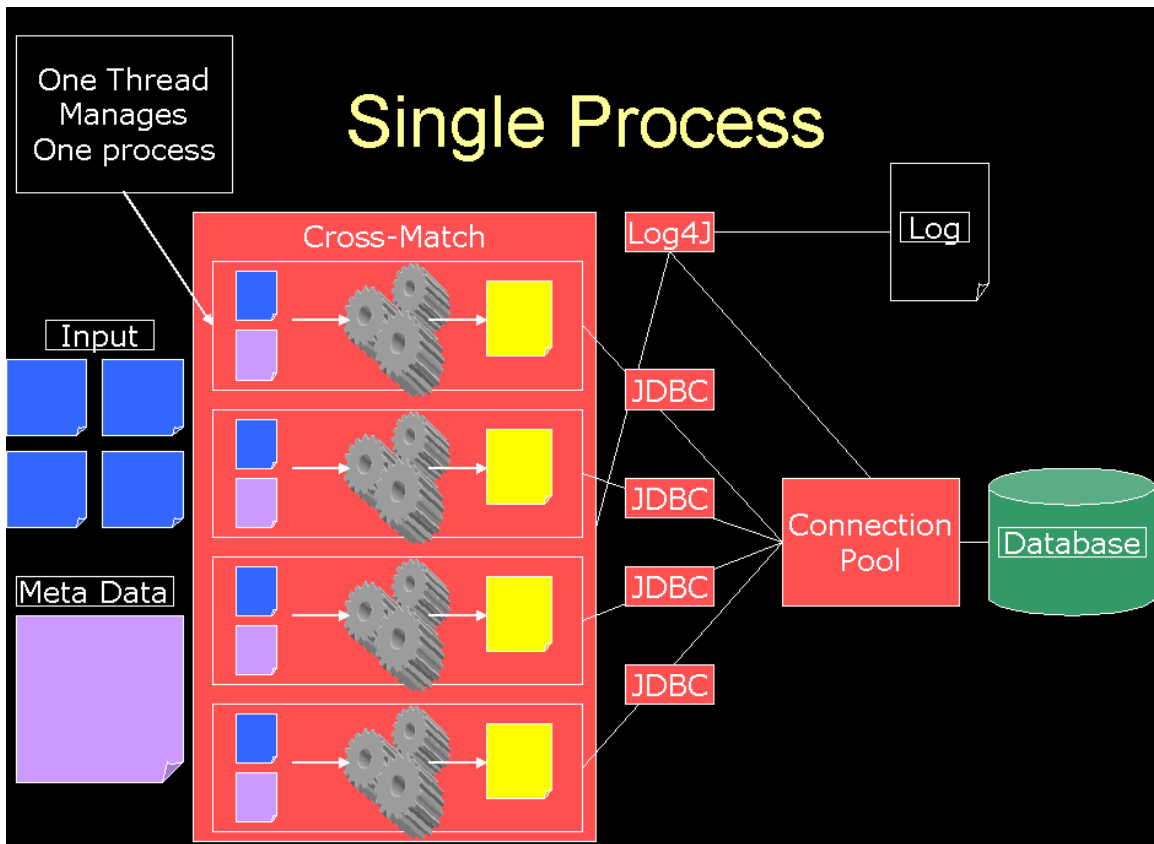 One Thread
Manages
One process
Single Process
Cross-Match
Log4J
Log
Input
JDBC
JDBC
Connection
Pool
Database
JDBC
Meta Data
JDBC